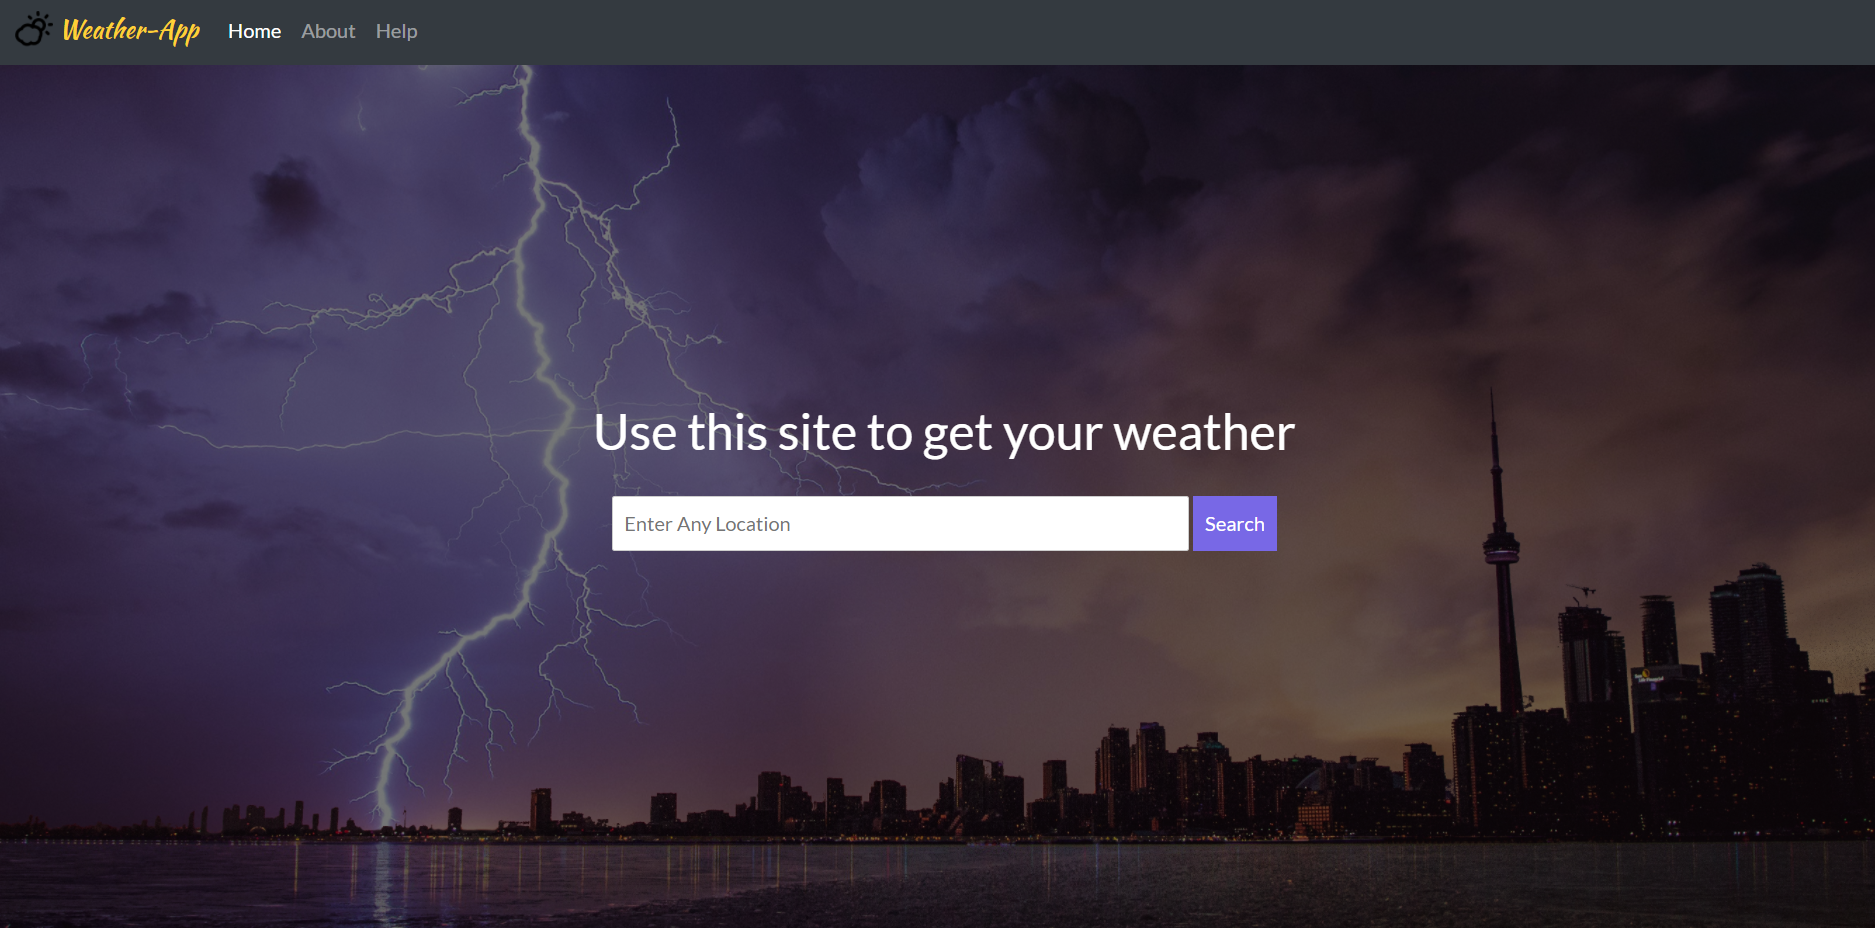 Weather-App Home About Help
Use this site to get your weather
Enter Any Location Search